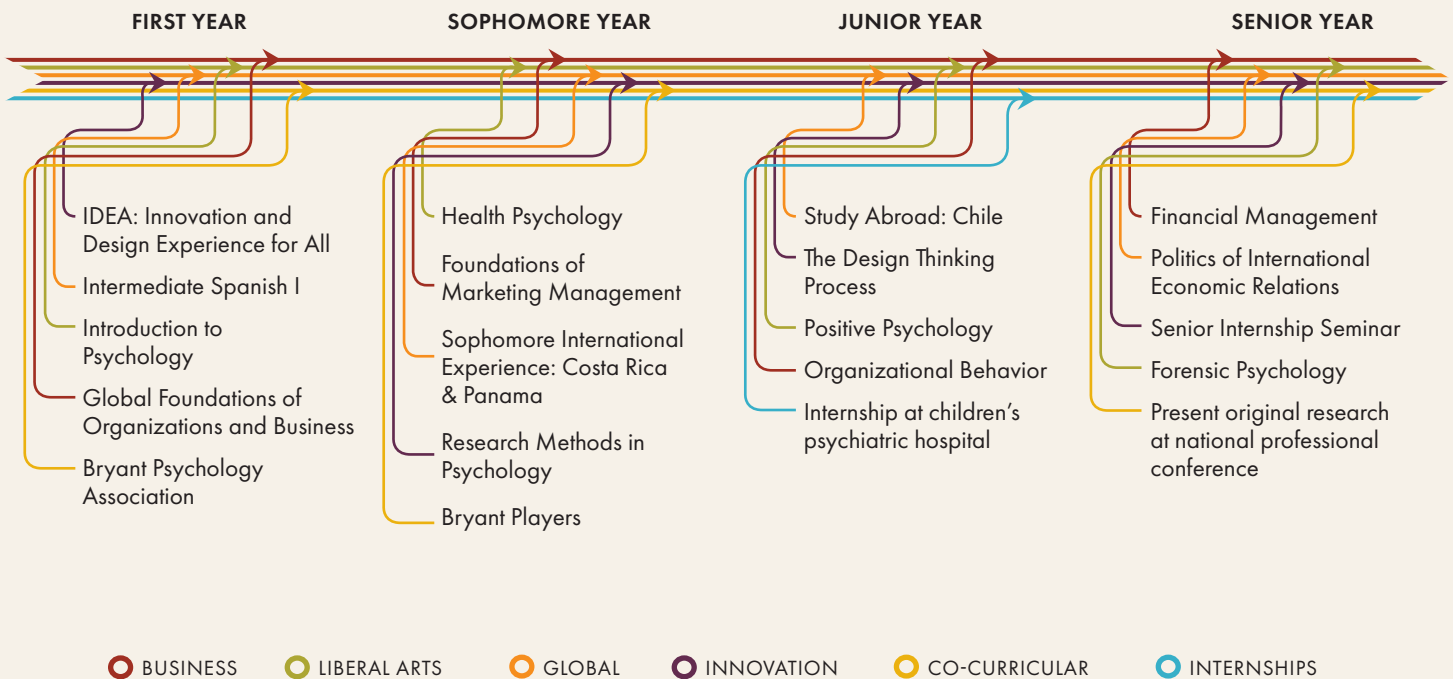 FIRST YEAR
SOPHOMORE YEAR
JUNIOR YEAR
SENIOR YEAR
IDEA: Innovation and
Design Experience for All
Intermediate Spanish I
Introduction to
Psychology
Global Foundations of
Organizations and Business
Bryant Psychology
Association
Health Psychology
Foundations of
Marketing Management
Sophomore International
Experience: Costa Rica
& Panama
Research Methods in
Psychology
Bryant Players
Study Abroad: Chile
The Design Thinking
Process
Positive Psychology
Organizational Behavior
Internship at children’s
psychiatric hospital
Financial Management
Politics of International
Economic Relations
Senior Internship Seminar
Forensic Psychology
Present original research
at national professional
conference
BUSINESS
LIBERAL ARTS
GLOBAL
INNOVATION
CO-CURRICULAR
INTERNSHIPS